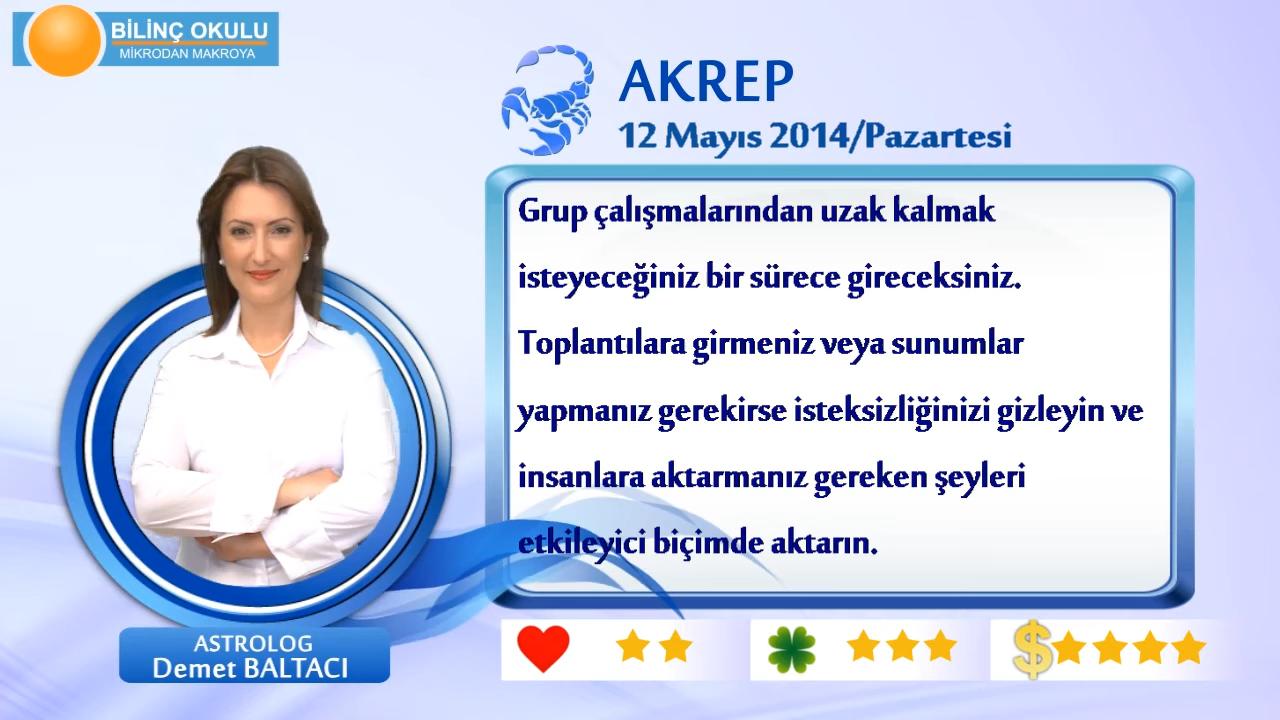 BİLİNÇ OKULU
MİKRODAN MAKROYA
AKREP
12 Mayıs 2014/Pazartesi
Grup çalışmalarından uzak kalmak
isteyeceğiniz bir sürece gireceksiniz.
Toplantılara girmeniz veya sunumlar
yapmanız gerekirse isteksizliğinizi gizleyin ve
insanlara aktarmanız gereken şeyleri
etkileyici biçimde aktarın.
ASTROLOG
Demet BALTACI
$